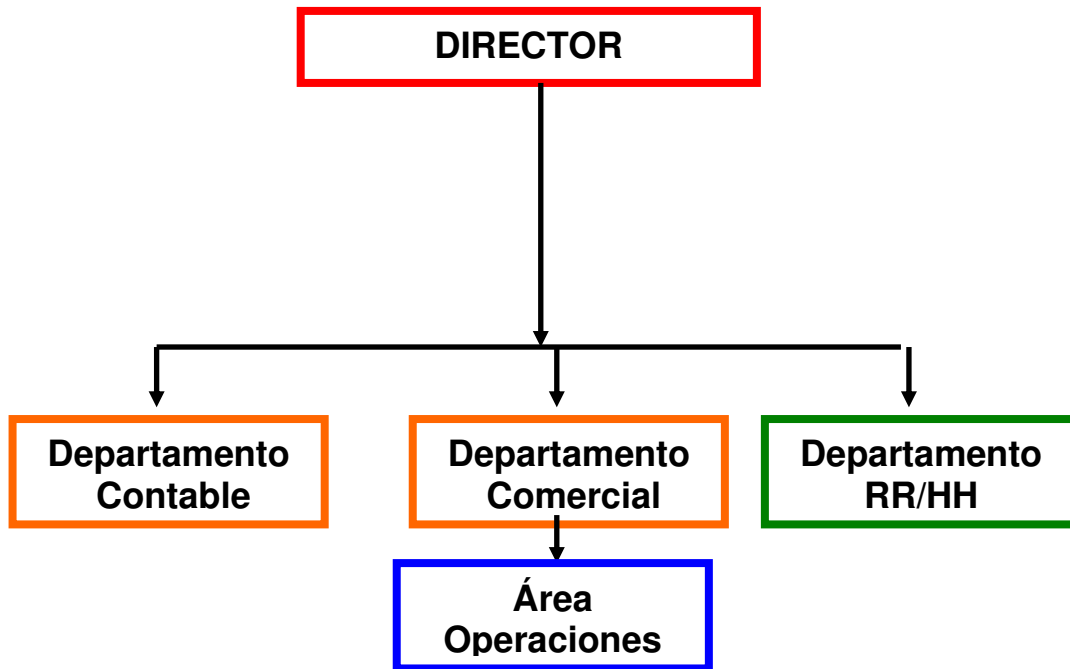 DIRECTOR
Departamento
Contable
Departamento
Comercial
Departamento
RR/HH
Área
Operaciones